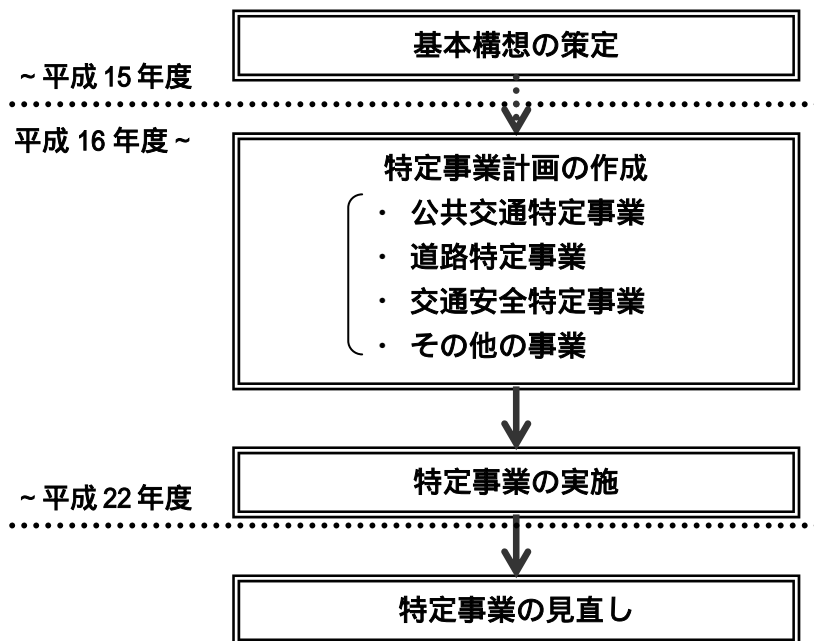 基本構想の策定
~平成15年度
平成16年度~
特定事業計画の作成
・ 公共交通特定事業
・ 道路特定事業
・ 交通安全特定事業
・ その他の事業
特定事業の実施
~平成22年度
特定事業の見直し